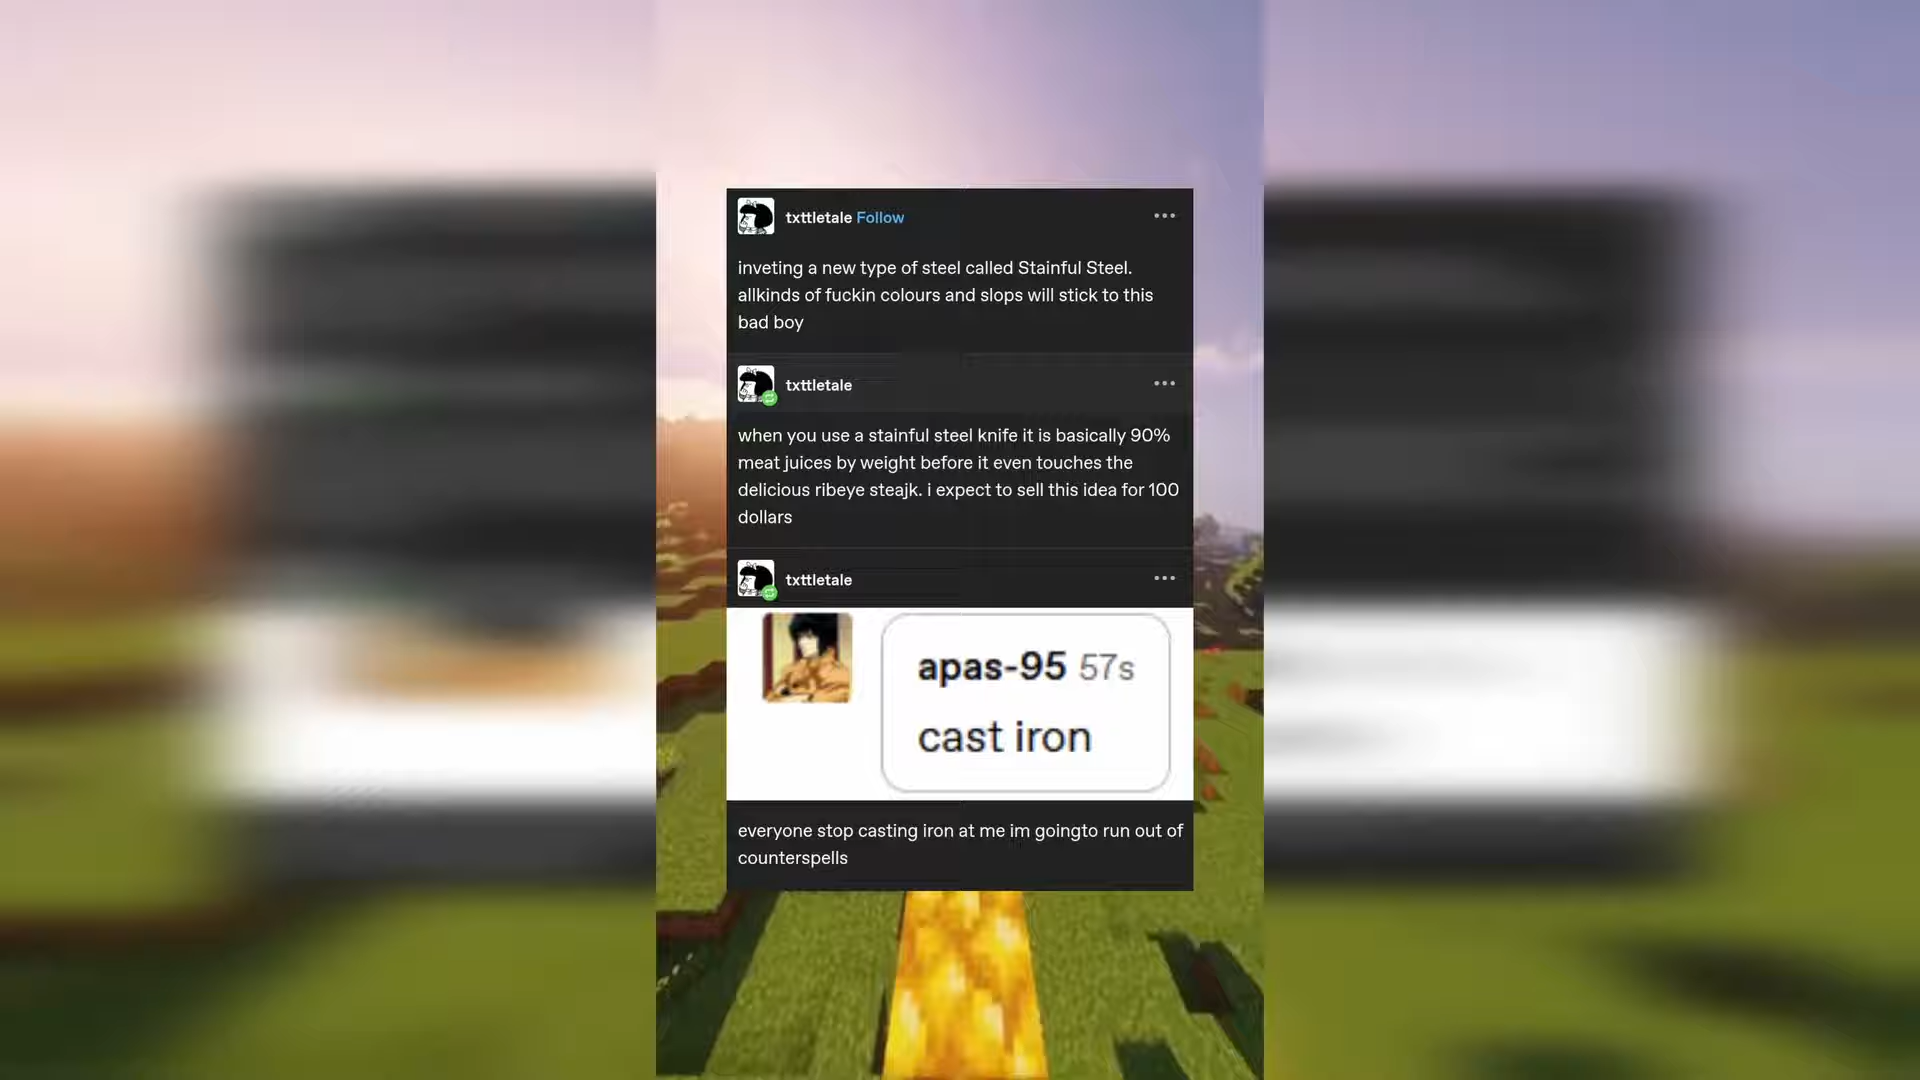 txttletale Follow
inveting a new type of steel called Stainful Steel.
allkinds of fuckin colours and slops will stick to this
bad boy
txttletale
when you use a stainful steel knife it is basically 90%
meat juices by weight before it even touches the
delicious ribeye steajk. i expect to sell this idea for 100
dollars
txttletale
apas-95 57s
cast iron
everyone stop casting iron at me im goingto run out of
counterspells